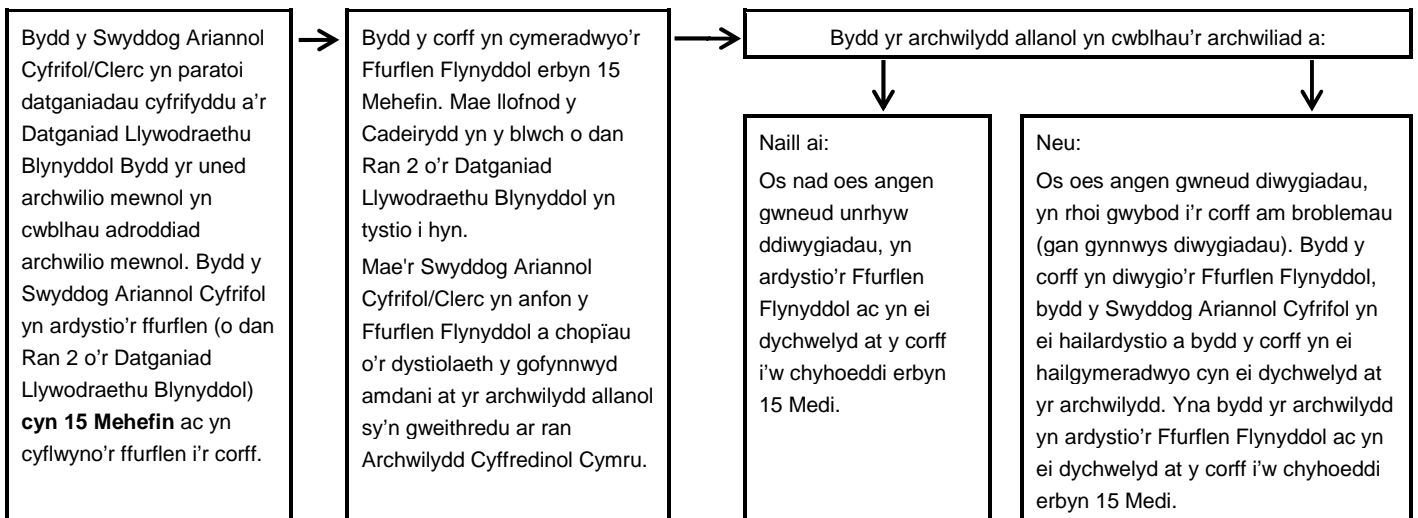 Bydd y Swyddog Ariannol
Cyfrifol/Clerc yn paratoi
datganiadau cyfrifyddu a'r
Datganiad Llywodraethu
Blynyddol Bydd yr uned
archwilio mewnol yn
cwblhau adroddiad
archwilio mewnol. Bydd y
Swyddog Ariannol Cyfrifol
yn ardystio'r ffurflen (o dan
Ran 2 o'r Datganiad
Llywodraethu Blynyddol)
cyn 15 Mehefin ac yn
cyflwyno'r ffurflen i'r corff.
Bydd y corff yn cymeradwyo'r
Ffurflen Flynyddol erbyn 15
Mehefin. Mae llofnod y
Cadeirydd yn y blwch o dan
Ran 2 o'r Datganiad
Llywodraethu Blynyddol yn
tystio i hyn.
Mae'r Swyddog Ariannol
Cyfrifol/Clerc yn anfon y
Ffurflen Flynyddol a chopïau
o'r dystiolaeth y gofynnwyd
amdani at yr archwilydd allanol
sy'n gweithredu ar ran
Archwilydd Cyffredinol Cymru.
Bydd yr archwilydd allanol yn cwblhau'r archwiliad a:
Naill ai:
Os nad oes angen
gwneud unrhyw
ddiwygiadau, yn
ardystio'r Ffurflen
Flynyddol ac yn ei
dychwelyd at y corff
i'w chyhoeddi erbyn
15 Medi.
Neu:
Os oes angen gwneud diwygiadau,
yn rhoi gwybod i'r corff am broblemau
(gan gynnwys diwygiadau). Bydd y
corff yn diwygio'r Ffurflen Flynyddol,
bydd y Swyddog Ariannol Cyfrifol yn
ei hailardystio a bydd y corff yn ei
hailgymeradwyo cyn ei dychwelyd at
yr archwilydd. Yna bydd yr archwilydd
yn ardystio'r Ffurflen Flynyddol ac yn
ei dychwelyd at y corff i'w chyhoeddi
erbyn 15 Medi.